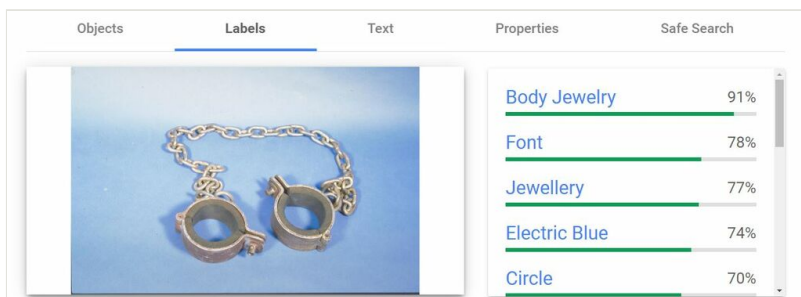 Objects Labels Text Properties Safe Search
Body Jewelry 91%
Font 78%
Jewellery 77%
Electric Blue 74%
Circle 70%